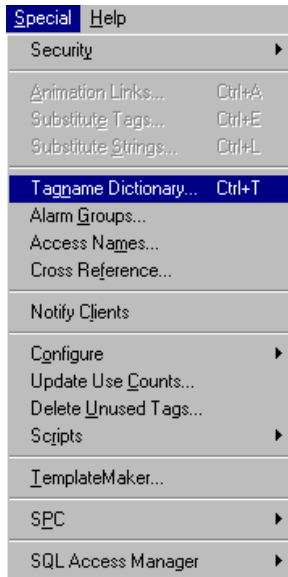 Special Help
Security
Animation Links... Ctrl+A
Substitute Tags... Ctrl+E
Substitute Strings... Ctrl+L
Tagname Dictionary... Ctrl+T
Alarm Groups...
Access Names...
Cross Reference...
Notify Clients
Configure
Update Use Counts...
Delete Unused Tags...
Scripts
TemplateMaker...
SPC
SQL Access Manager